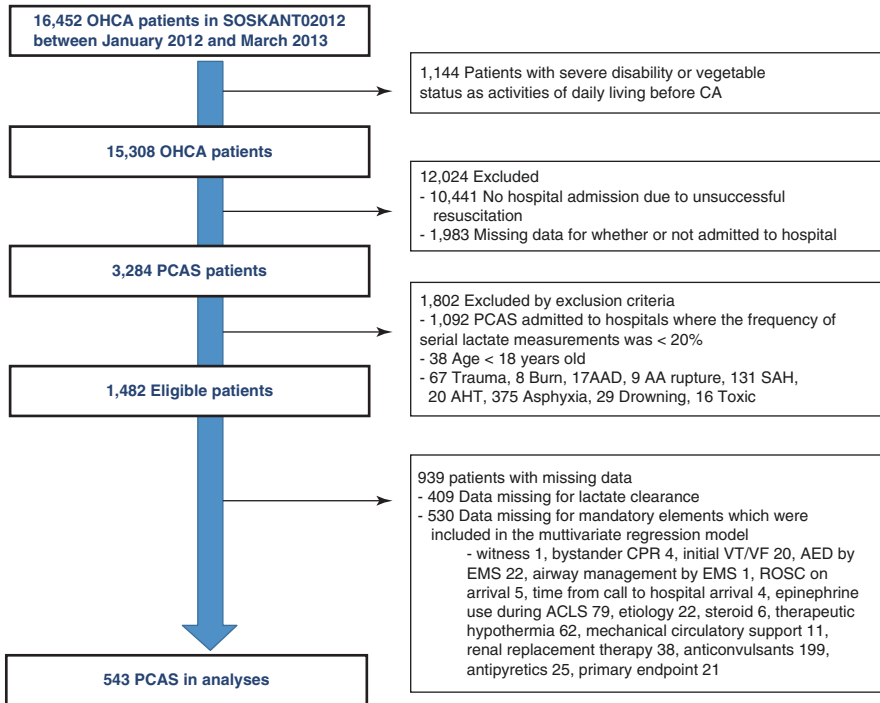 16,452 OHCA patients in SOSKANT02012
between January 2012 and March 2013
1,144 Patients with severe disability or vegetable
status as activities of daily living before CA
15,308 OHCA patients
12,024 Excluded
- 10,441 No hospital admission due to unsuccessful
resuscitation
- 1,983 Missing data for whether or not admitted to hospital
3,284 PCAS patients
1,802 Excluded by exclusion criteria
- 1,092 PCAS admitted to hospitals where the frequency of
serial lactate measurements was < 20%
- 38 Age < 18 years old
- 67 Trauma, 8 Burn, 17AAD, 9 AA rupture, 131 SAH,
20 AHT, 375 Asphyxia, 29 Drowning, 16 Toxic
1,482 Eligible patients
939 patients with missing data
- 409 Data missing for lactate clearance
- 530 Data missing for mandatory elements which were
included in the muttivariate regression model
- witness 1, bystander CPR 4, initial VT/VF 20, AED by
EMS 22, airway management by EMS 1, ROSC on
arrival 5, time from call to hospital arrival 4, epinephrine
use during ACLS 79, etiology 22, steroid 6, therapeutic
hypothermia 62, mechanical circulatory support 11,
renal replacement therapy 38, anticonvulsants 199,
antipyretics 25, primary endpoint 21
543 PCAS in analyses